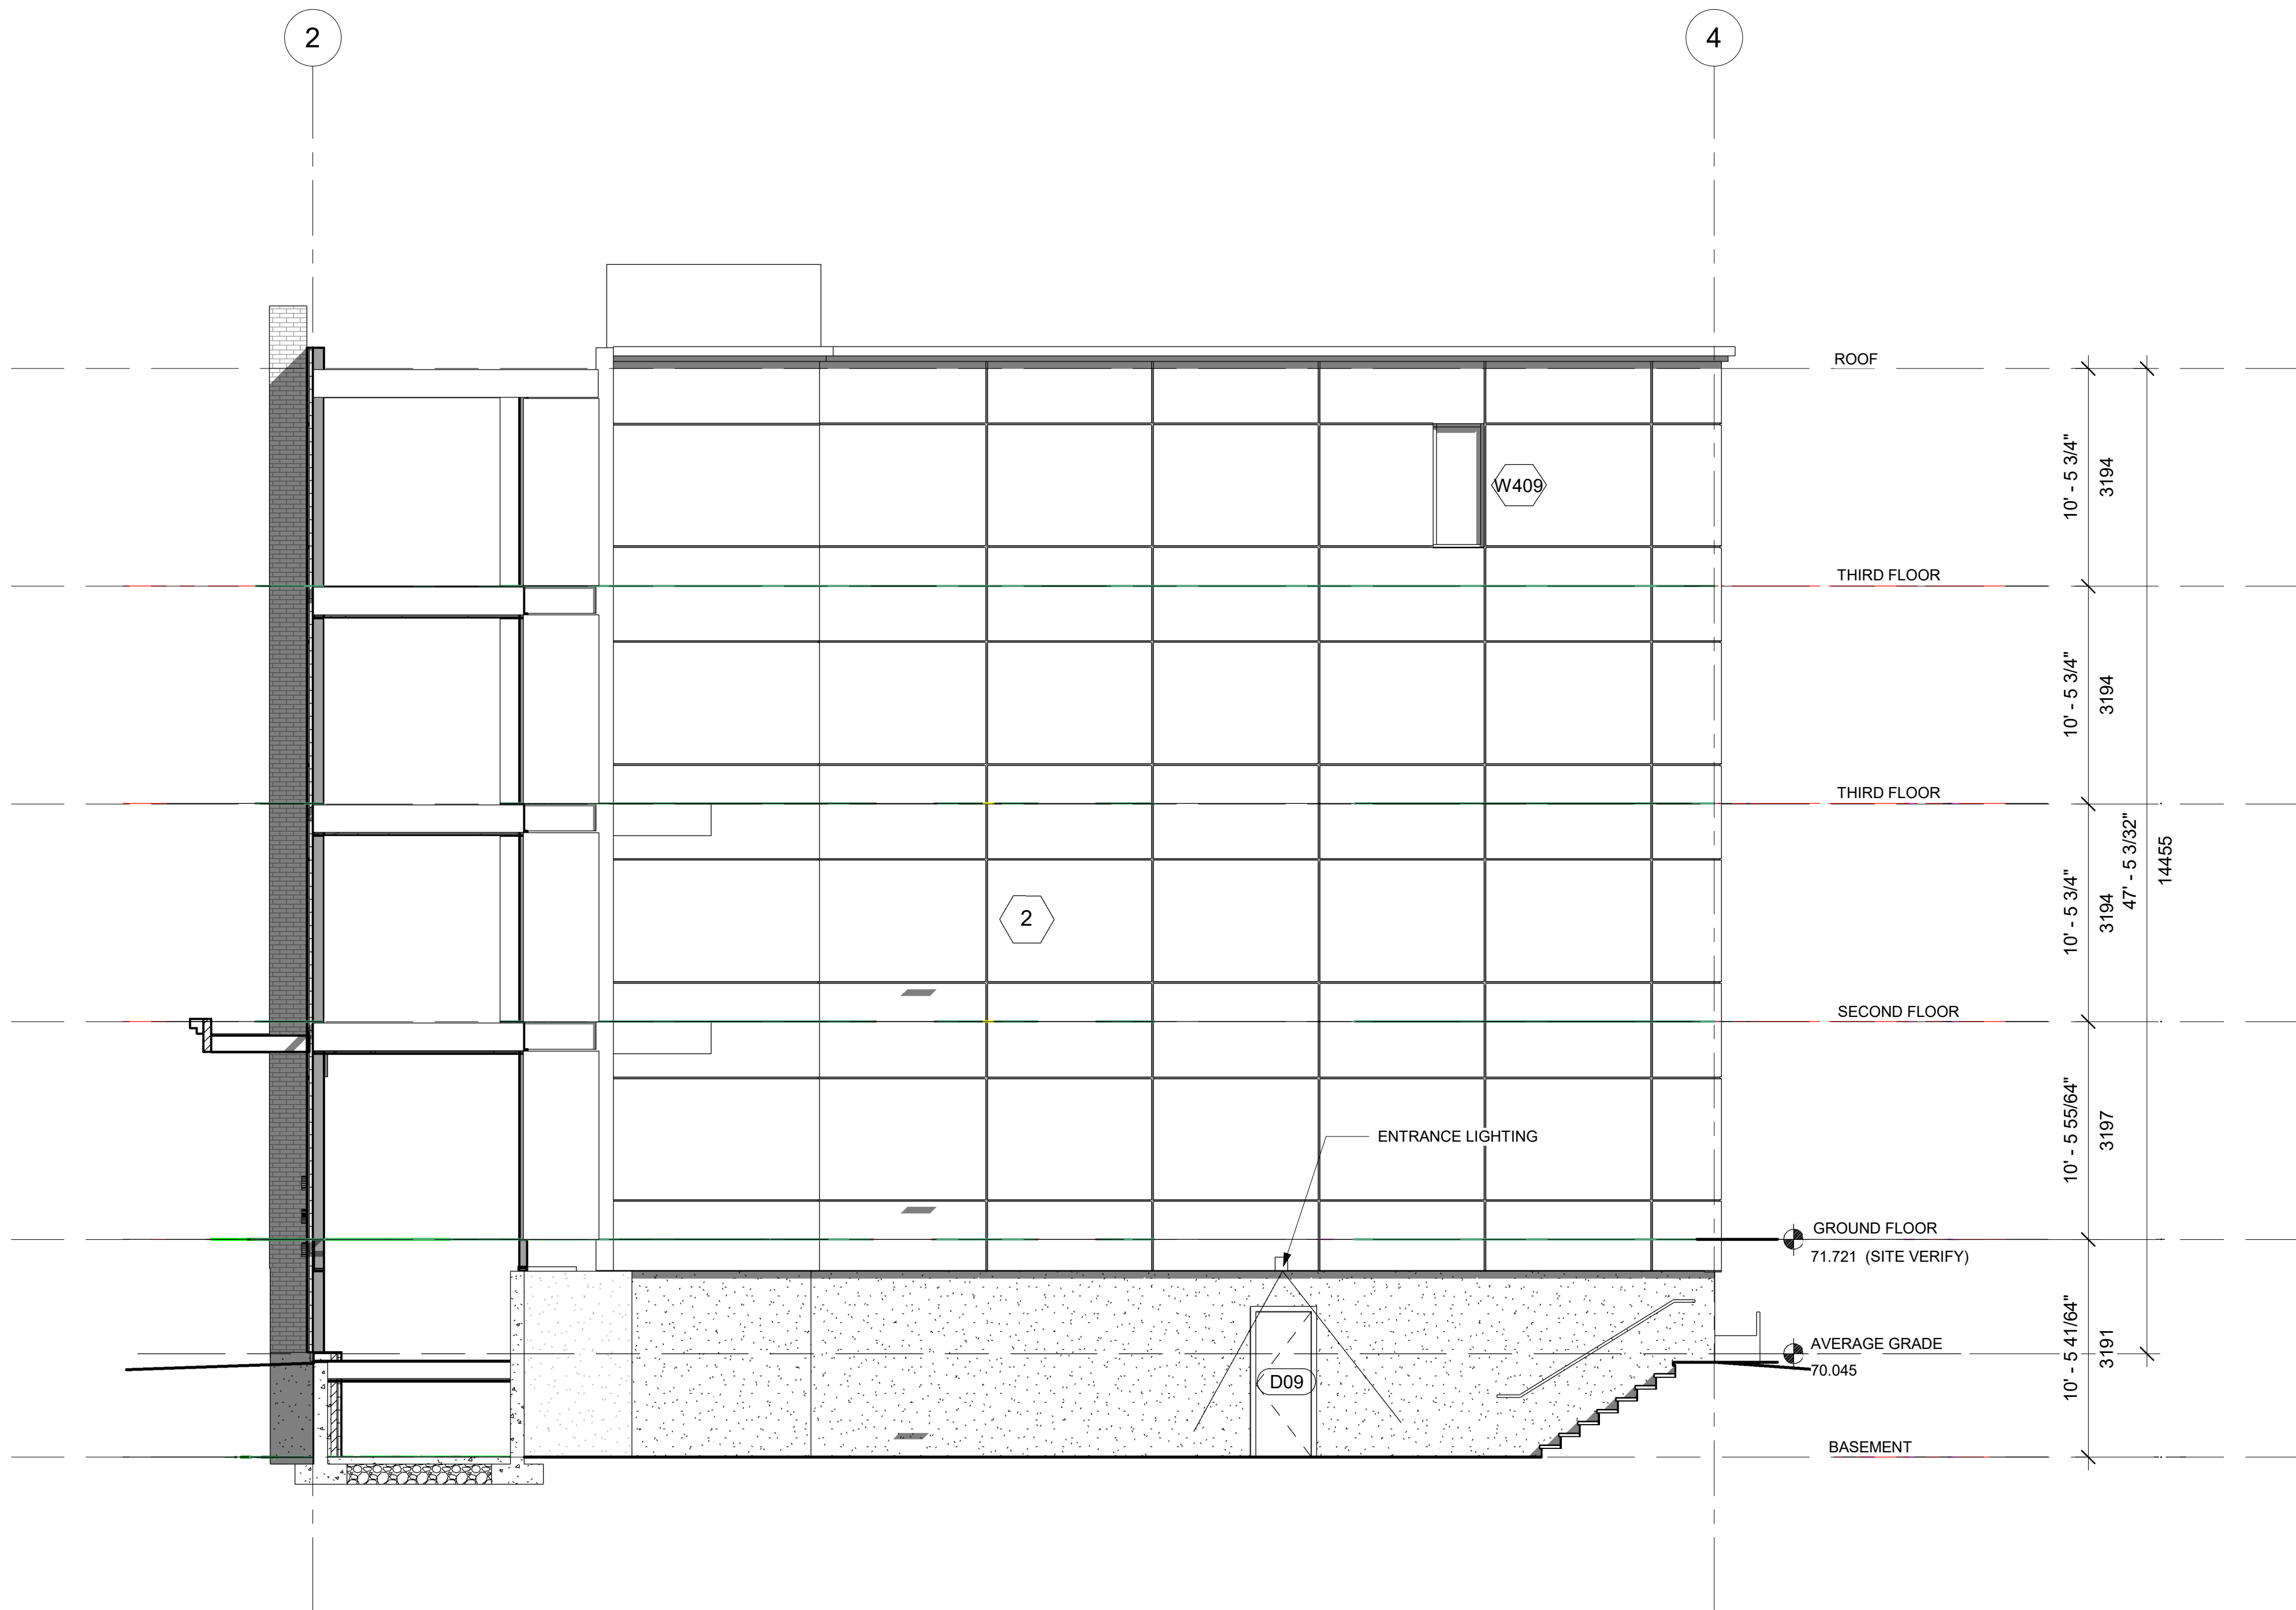 2
4
ROOF
10' - 5 3/4"
3194
W409
THIRD FLOOR
10' - 5 3/4"
3194
THIRD FLOOR
10' - 5 3/4"
3194
47' - 5 3/32"
14455
2
SECOND FLOOR
10' - 5 55/64"
3197
ENTRANCE LIGHTING
GROUND FLOOR
71.721 (SITE VERIFY)
10' - 5 41/64"
3191
AVERAGE GRADE
70.045
D09
BASEMENT